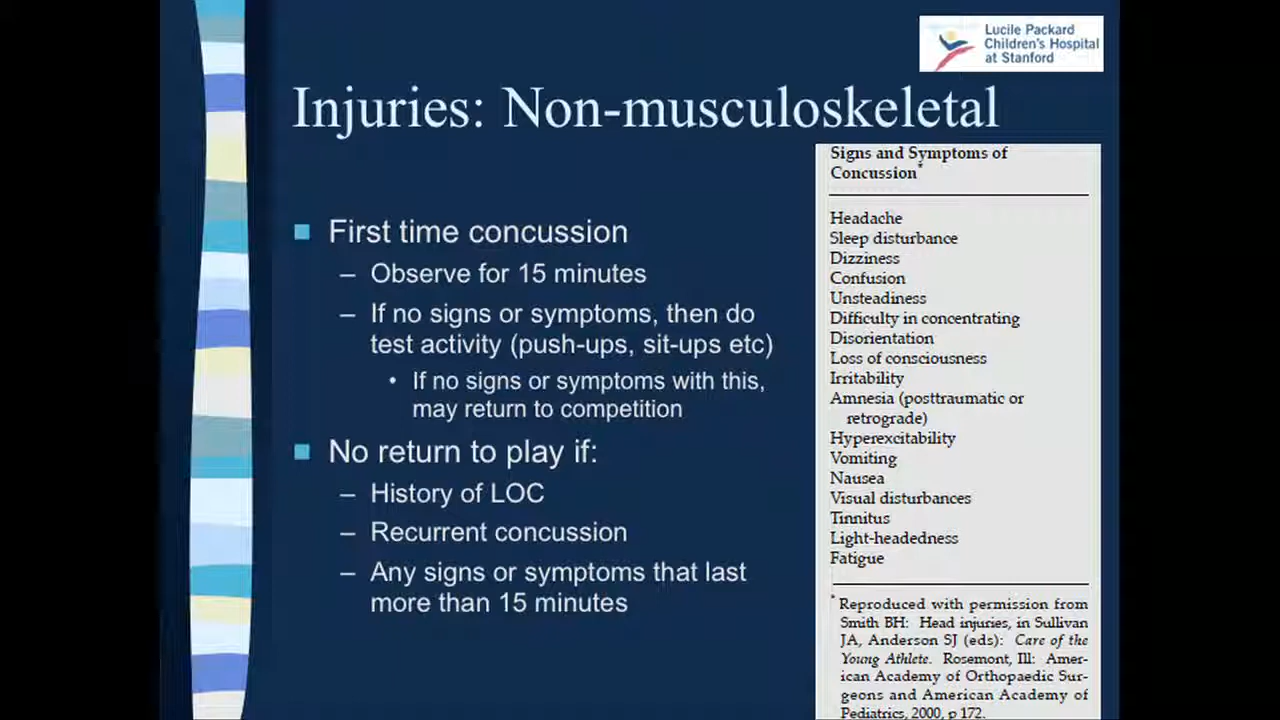 Lucile Packard
Children's Hospital
at Stanford
Injuries: Non-musculoskeletal
■ First time concussion
– Observe for 15 minutes
– If no signs or symptoms, then do
test activity (push-ups, sit-ups etc)
• If no signs or symptoms with this,
may return to competition
■ No return to play if:
– History of LOC
– Recurrent concussion
– Any signs or symptoms that last
more than 15 minutes
Signs and Symptoms of
Concussion*
Headache
Sleep disturbance
Dizziness
Confusion
Unsteadiness
Difficulty in concentrating
Disorientation
Loss of consciousness
Irritability
Amnesia (posttraumatic or
retrograde)
Hyperexcitability
Vomiting
Nausea
Visual disturbances
Tinnitus
Light-headedness
Fatigue
* Reproduced with permission from
Smith BH: Head injuries, in Sullivan
JA, Anderson SJ (eds): Care of the
Young Athlete. Rosemont, Ill: Amer-
ican Academy of Orthopaedic Sur-
geons and American Academy of
Pediatrics, 2000, p 172.